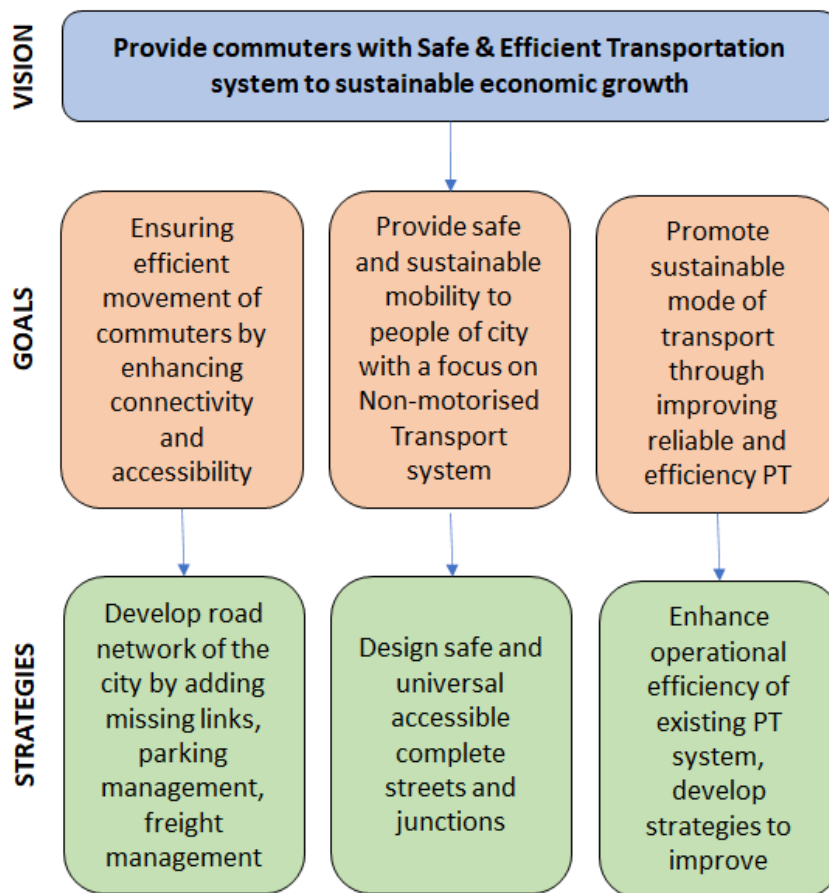 VISION
Provide commuters with Safe & Efficient Transportation
system to sustainable economic growth
GOALS
Ensuring
efficient
movement of
commuters by
enhancing
connectivity
and
accessibility
Provide safe
and sustainable
mobility to
people of city
with a focus on
Non-motorised
Transport
system
Promote
sustainable
mode of
transport
through
improving
reliable and
efficiency PT
STRATEGIES
Develop road
network of the
city by adding
missing links,
parking
management,
freight
management
Design safe and
universal
accessible
complete
streets and
junctions
Enhance
operational
efficiency of
existing PT
system,
develop
strategies to
improve